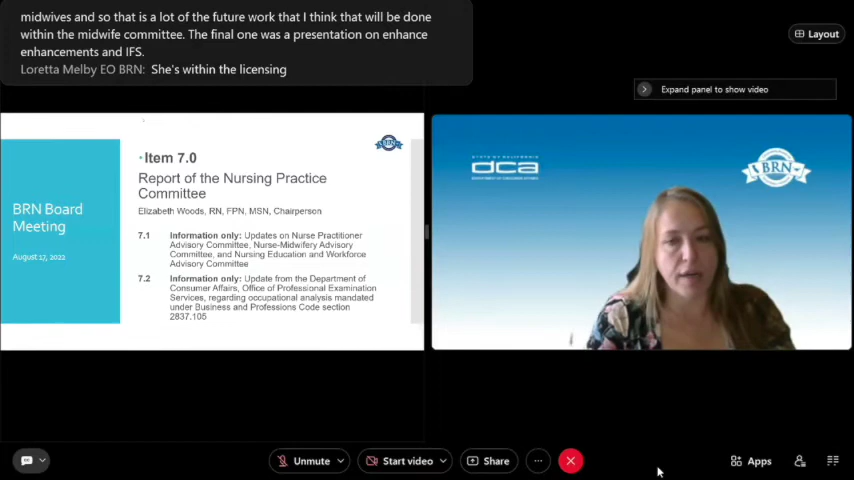 midwives and so that is a lot of the future work that I think that will be done
within the midwife committee. The final one was a presentation on enhance
enhancements and IFS.
Loretta Melby EO BRN: She's within the licensing
Layout
Expand panel to show video
BRN Board
Meeting
August 17, 2022
•Item 7.0
Report of the Nursing Practice
Committee
Elizabeth Woods, RN, FPN, MSN, Chairperson
7.1 Information only: Updates on Nurse Practitioner
Advisory Committee, Nurse-Midwifery Advisory
Committee, and Nursing Education and Workforce
Advisory Committee
7.2 Information only: Update from the Department of
Consumer Affairs, Office of Professional Examination
Services, regarding occupational analysis mandated
under Business and Professions Code section
2837.105
BRN
STATE OF CALIFORNIA
dca
BRN
Unmute
Start video
Share
Apps